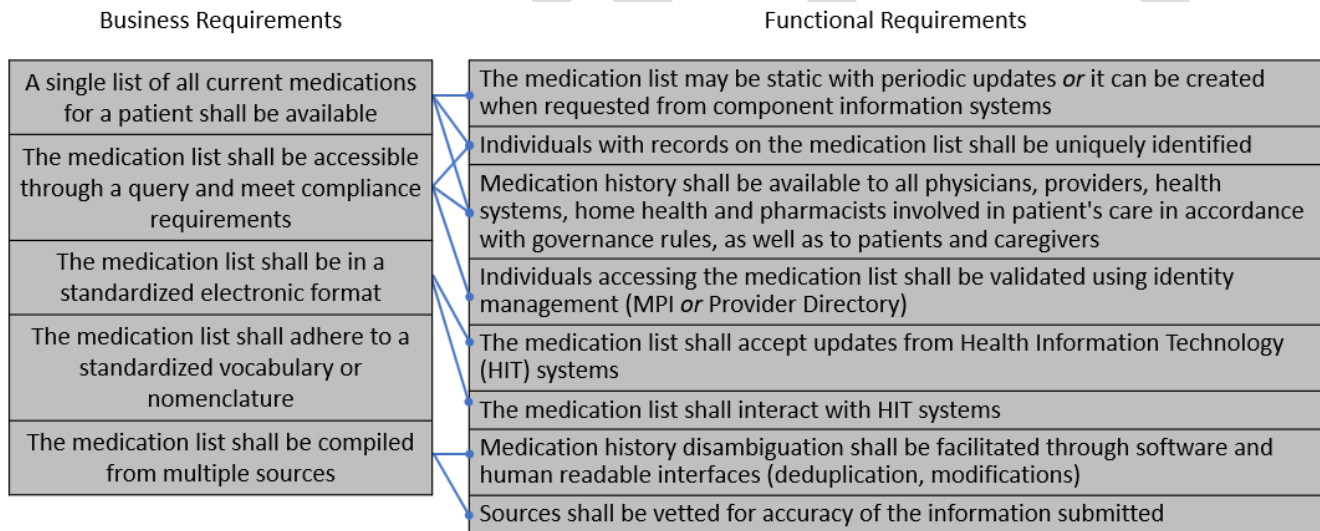 Business Requirements
Functional Requirements
A single list of all current medications
for a patient shall be available
The medication list shall be accessible
through a query and meet compliance
requirements
The medication list shall be in a
standardized electronic format
The medication list shall adhere to a
standardized vocabulary or
nomenclature
The medication list shall be compiled
from multiple sources
The medication list may be static with periodic updates or it can be created
when requested from component information systems
Individuals with records on the medication list shall be uniquely identified
Medication history shall be available to all physicians, providers, health
systems, home health and pharmacists involved in patient's care in accordance
with governance rules, as well as to patients and caregivers
Individuals accessing the medication list shall be validated using identity
management (MPI or Provider Directory)
The medication list shall accept updates from Health Information Technology
(HIT) systems
The medication list shall interact with HIT systems
Medication history disambiguation shall be facilitated through software and
human readable interfaces (deduplication, modifications)
Sources shall be vetted for accuracy of the information submitted